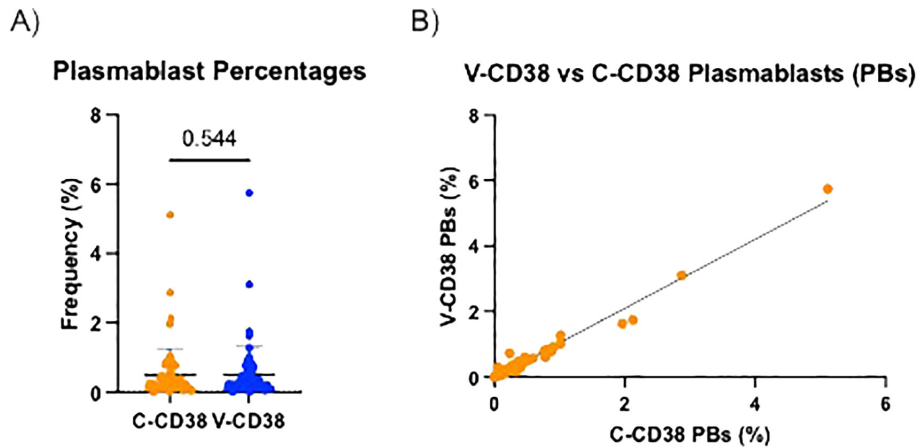 A)
Plasmablast Percentages
8
6
4
2
0
Frequency (%)
0.544
C-CD38 V-CD38
B)
V-CD38 vs C-CD38 Plasmablasts (PBs)
8
6
4
2
0
V-CD38 PBs (%)
0 2 4 6
C-CD38 PBs (%)